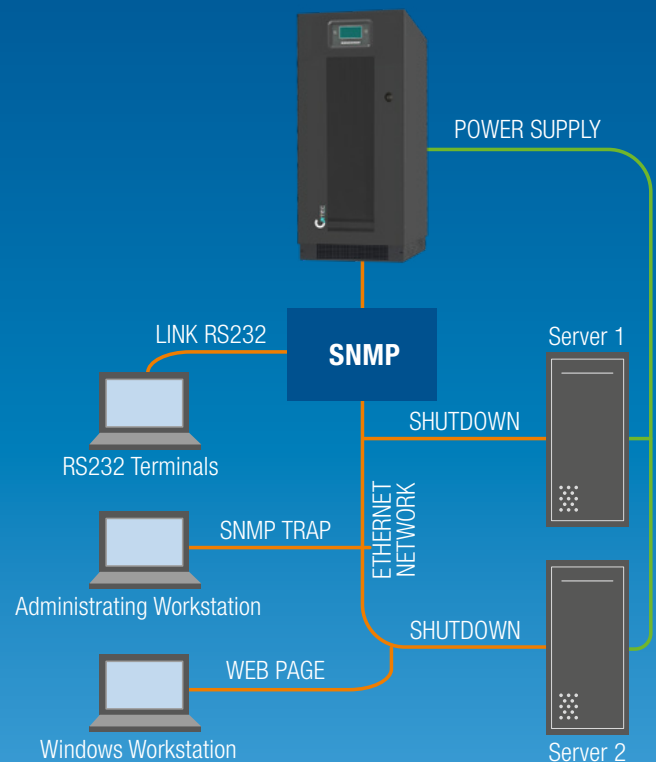 POWER SUPPLY
LINK RS232
SNMP
Server 1
SHUTDOWN
RS232 Terminals
ETHERNET
NETWORK
SNMP TRAP
Administrating Workstation
SHUTDOWN
WEB PAGE
Windows Workstation
Server 2